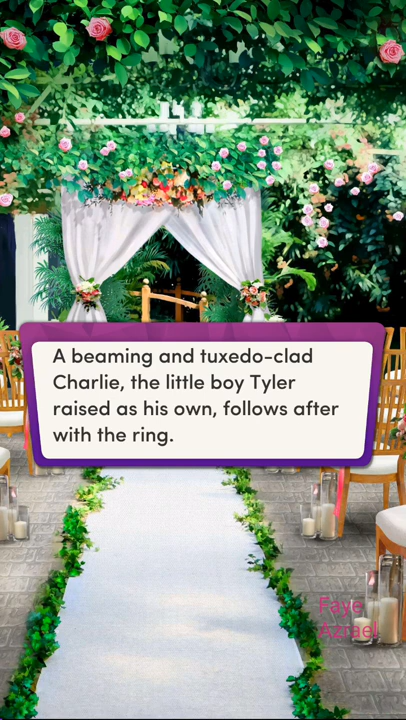 A beaming and tuxedo-clad
Charlie, the little boy Tyler
raised as his own, follows after
with the ring.
Faye
Azrael